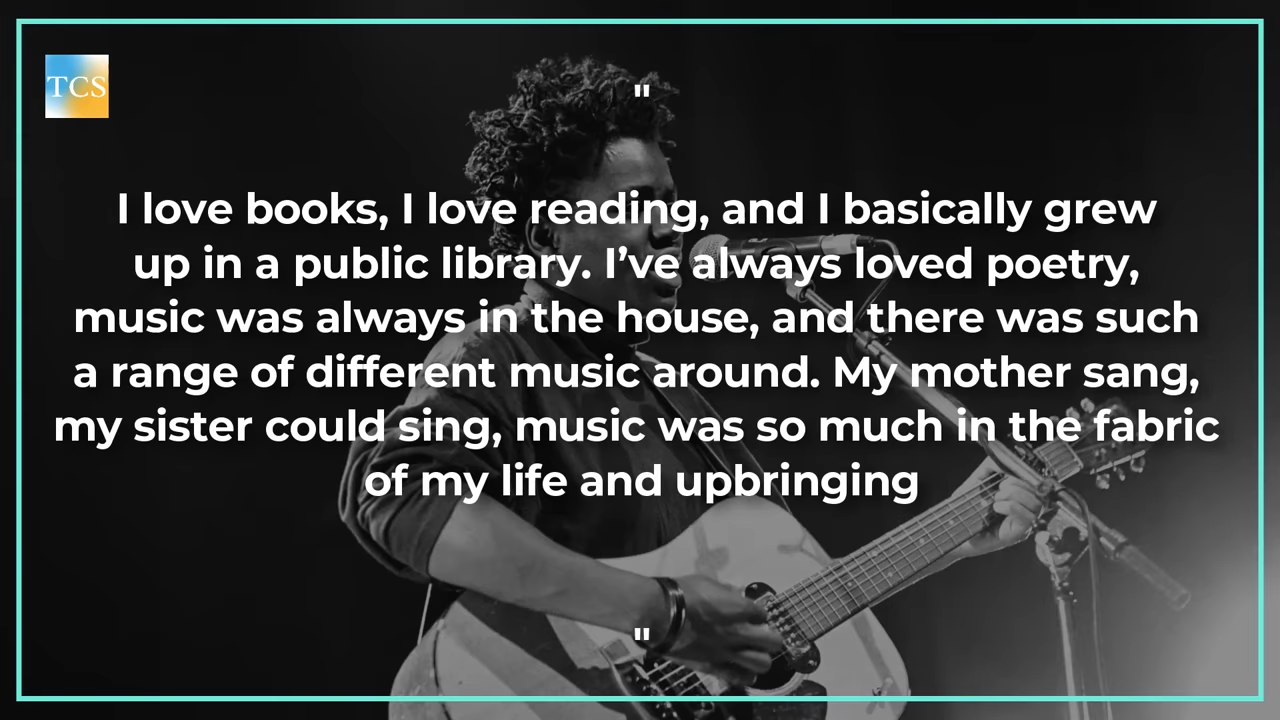 TCS
"
I love books, I love reading, and I basically grew
up in a public library. I’ve always loved poetry,
music was always in the house, and there was such
a range of different music around. My mother sang,
my sister could sing, music was so much in the fabric
of my life and upbringing
"